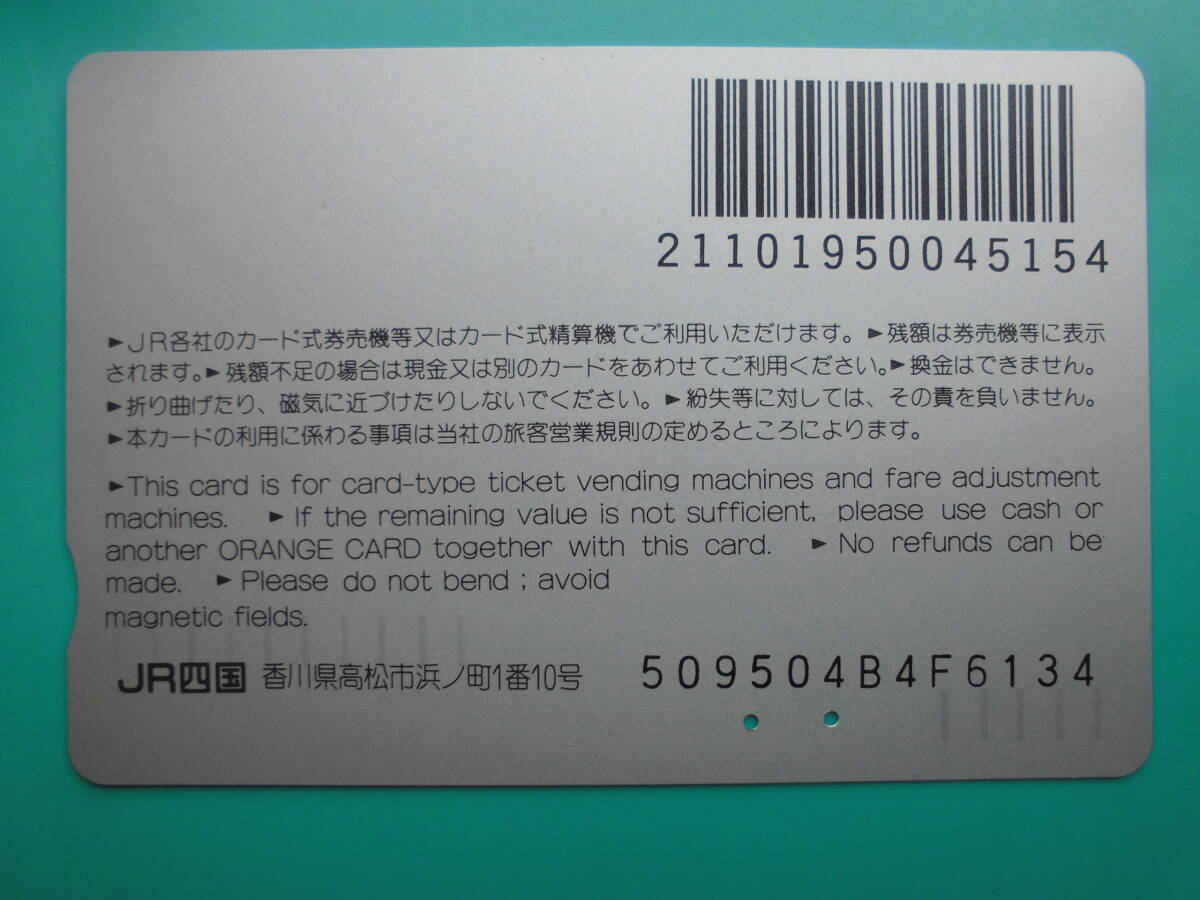 21101950045154
►JR各社のカード式券売機等又はカード式精算機でご利用いただけます。►残額は券売機等に表示
されます。►残額不足の場合は現金又は別のカードをあわせてご利用ください。►換金はできません。
►折り曲げたり、磁気に近づけたりしないでください。►紛失等に対しては、その責を負いません。
►本カードの利用に係わる事項は当社の旅客営業規則の定めるところによります。
►This card is for card-type ticket vending machines and fare adjustment
machines. ►If the remaining value is not sufficient, please use cash or
another ORANGE CARD together with this card. ►No refunds can be
made. ►Please do not bend ; avoid
magnetic fields.
JR四国 香川県高松市浜ノ町1番10号 509504B4F6134